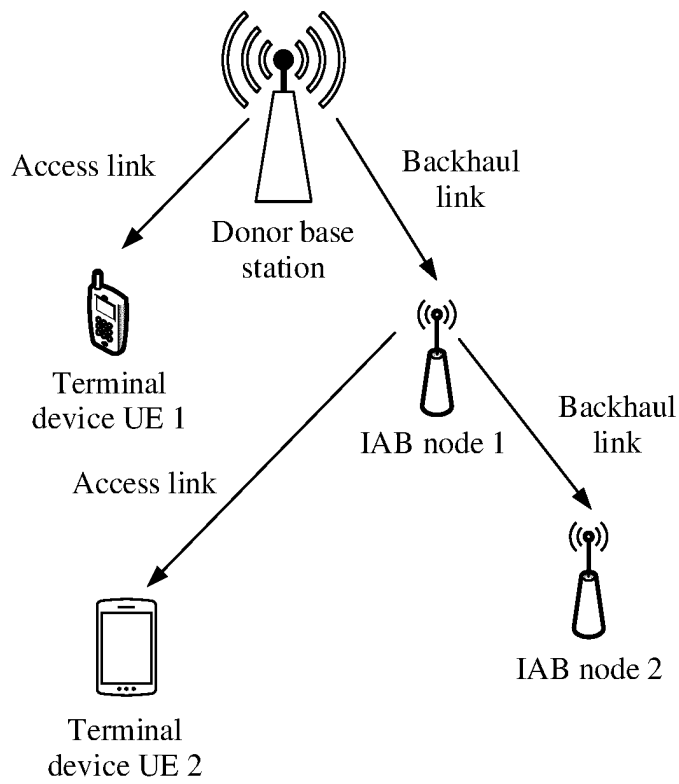 Access link
Backhaul
link
Donor base
station
Terminal
device UE 1
IAB node 1
Backhaul
link
Access link
IAB node 2
Terminal
device UE 2